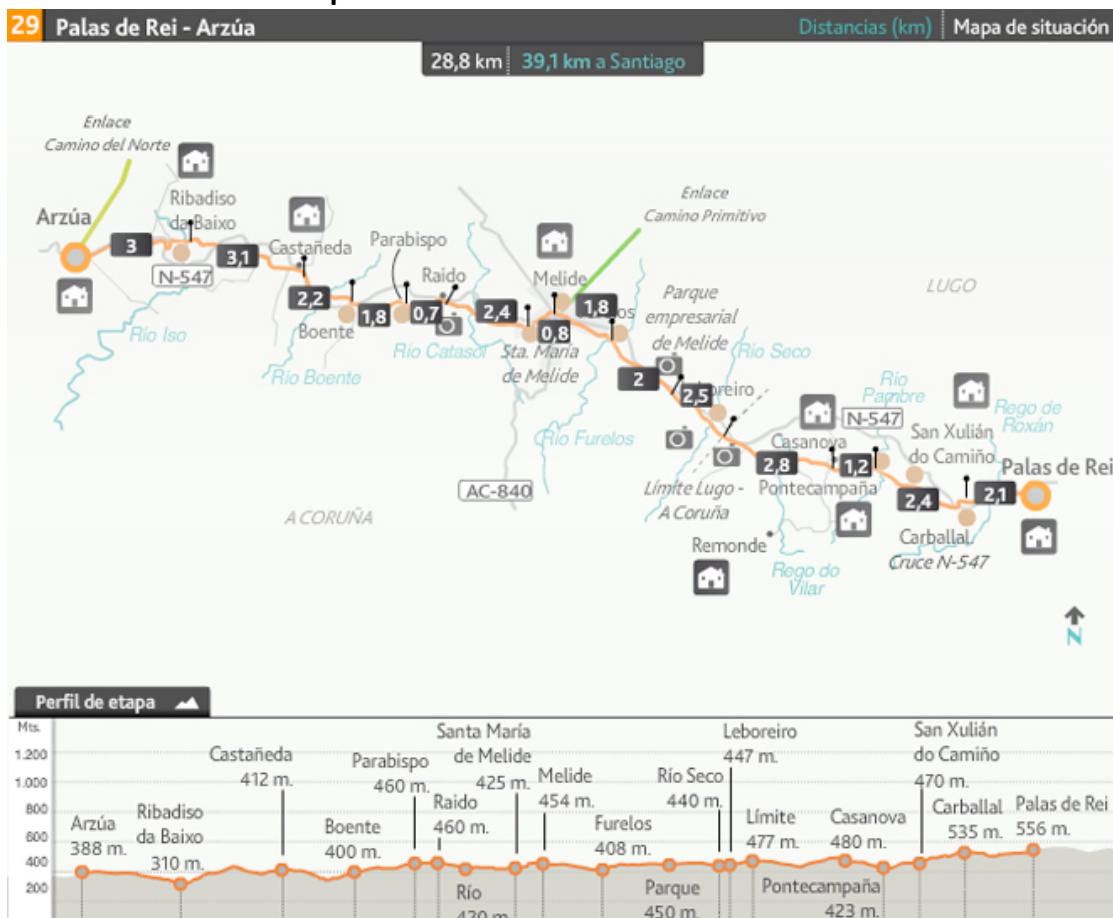 29 Palas de Rei - Arzúa
Distancias (km) Mapa de situación
28,8 km 39,1 km a Santiago
Enlace
Camino del Norte
Ribadiso
da Baixo
Arzúa
3
N-547
3,1
Castañeda
Parabispo
Raido
Melide
Enlace
Camino Primitivo
2,2
Boente
1,8
0,7
2,4
0,8
1,8
Sta. María
de Melide
Parque
empresarial
de Melide
LUGO
Río Iso
Río Boente
Río Catasol
Río Furelos
Río Seco
2
2,5
Río
Pambre
Rego de
Roxán
N-547
San Xulián
do Camiño
Palas de Rei
Casanova
2,8
1,2
Pontecampaña
2,4
2,1
AC-840
A CORUÑA
Límite Lugo -
A Coruña
Remonde
Rego do
Vilar
Carballal
Cruce N-547
N
Perfil de etapa
Mts.
1.200
1.000
800
600
400
200
Arzúa
388 m.
Ribadiso
da Baixo
310 m.
Castañeda
412 m.
Boente
400 m.
Parabispo
460 m.
Raido
460 m.
Río
420 m.
Santa María
de Melide
425 m.
Melide
454 m.
Furelos
408 m.
Parque
450 m.
Río Seco
440 m.
Leboreiro
447 m.
Límite
477 m.
Casanova
480 m.
Pontecampaña
423 m.
San Xulián
do Camiño
470 m.
Carballal
535 m.
Palas de Rei
556 m.